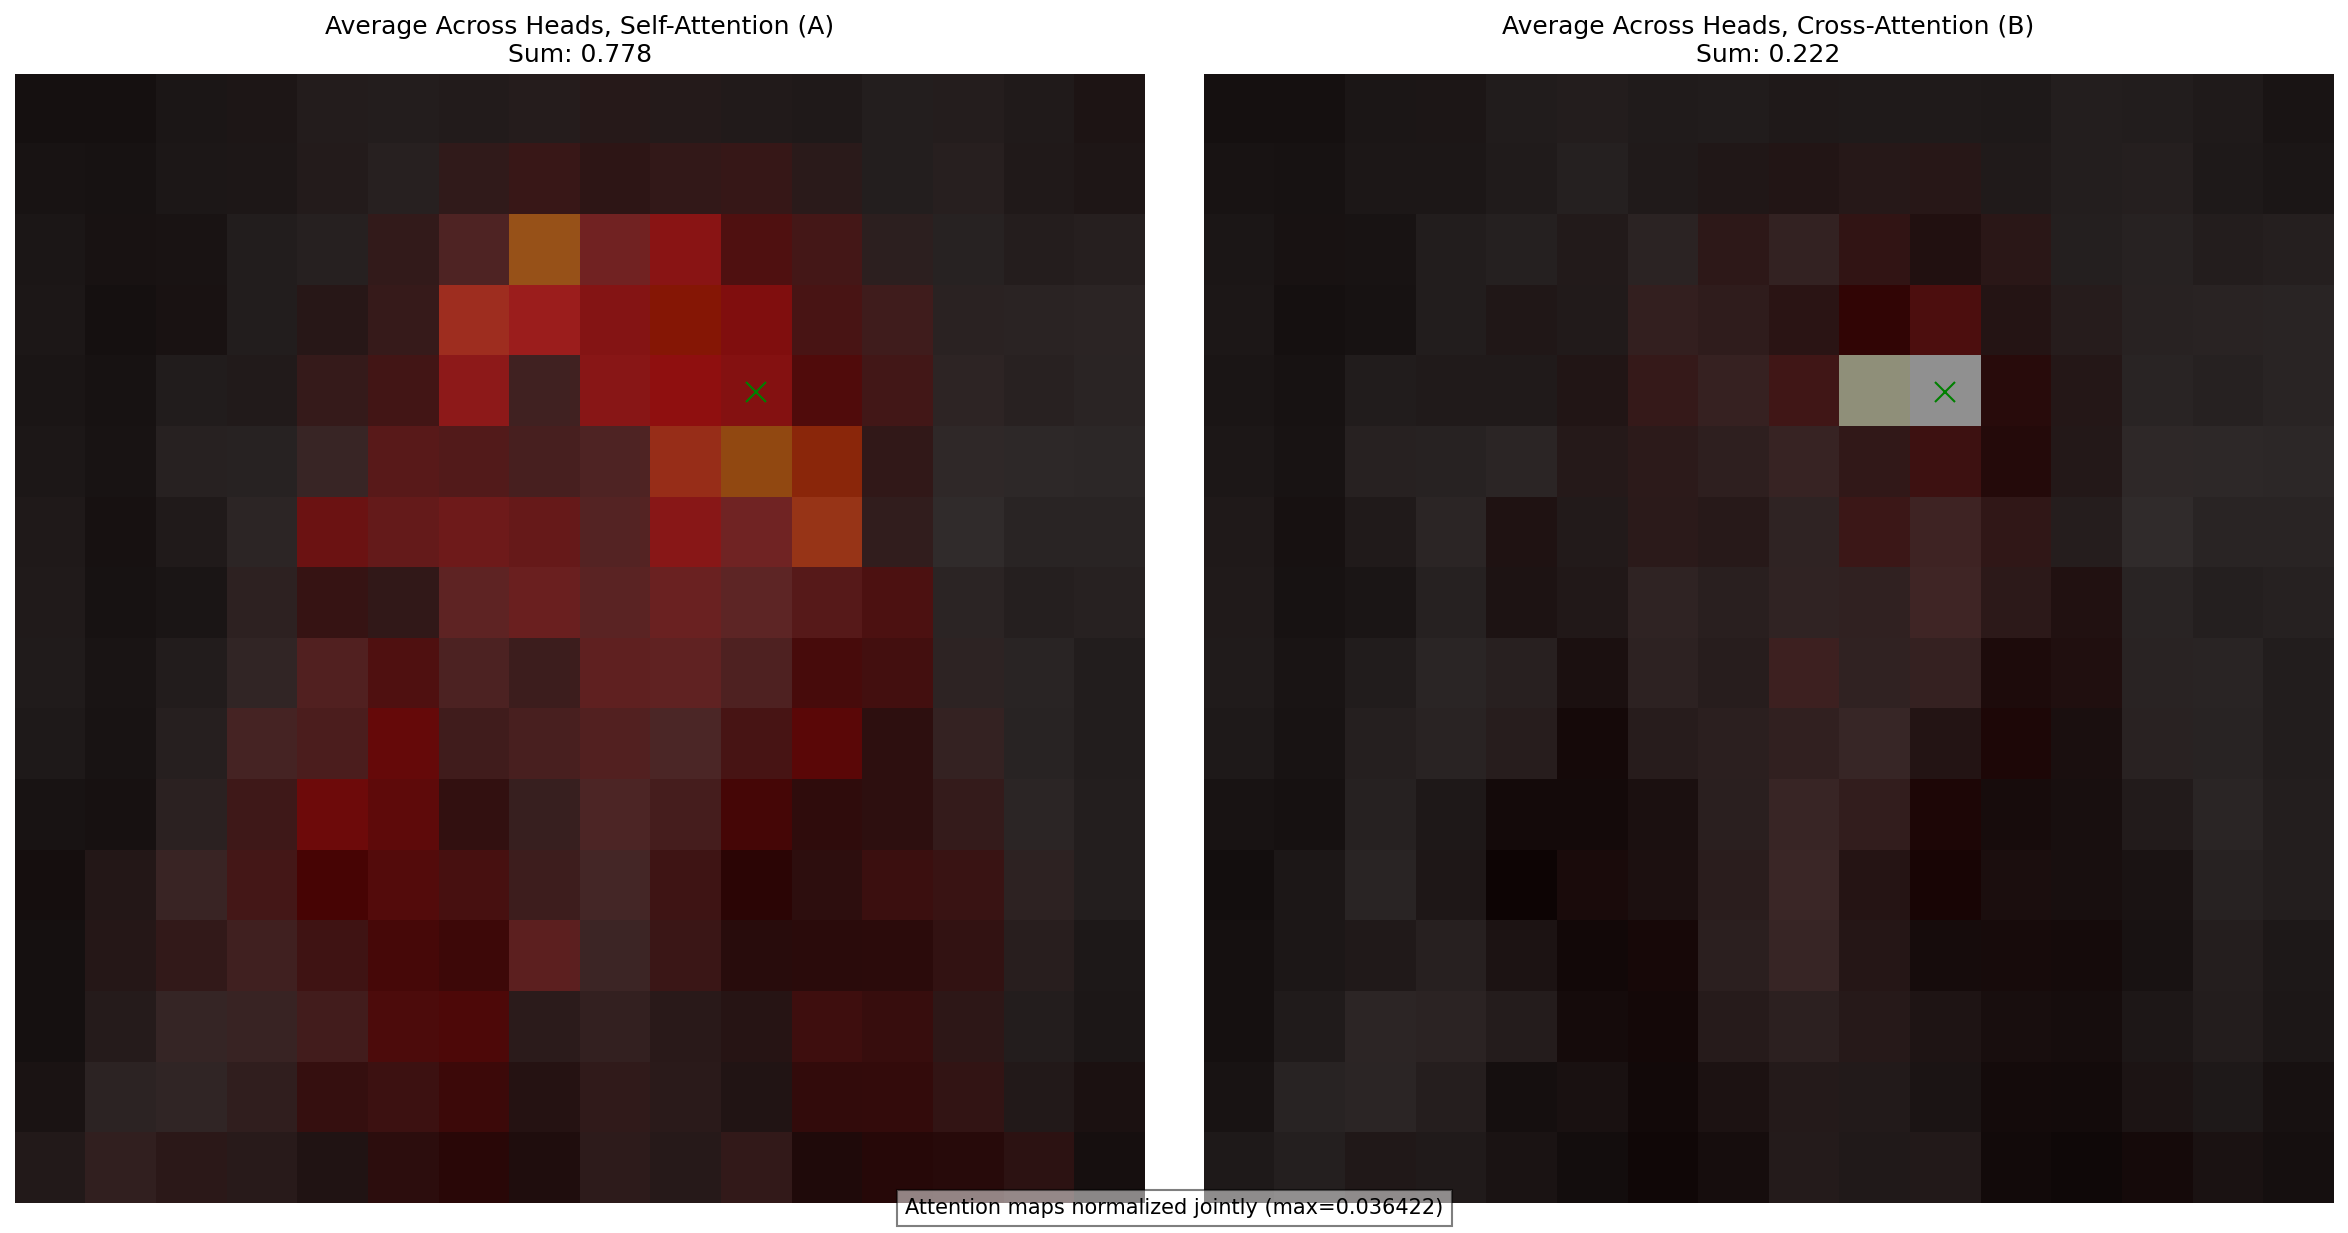 Average Across Heads, Self-Attention (A)
Sum: 0.778
Average Across Heads, Cross-Attention (B)
Sum: 0.222
Attention maps normalized jointly (max=0.036422)